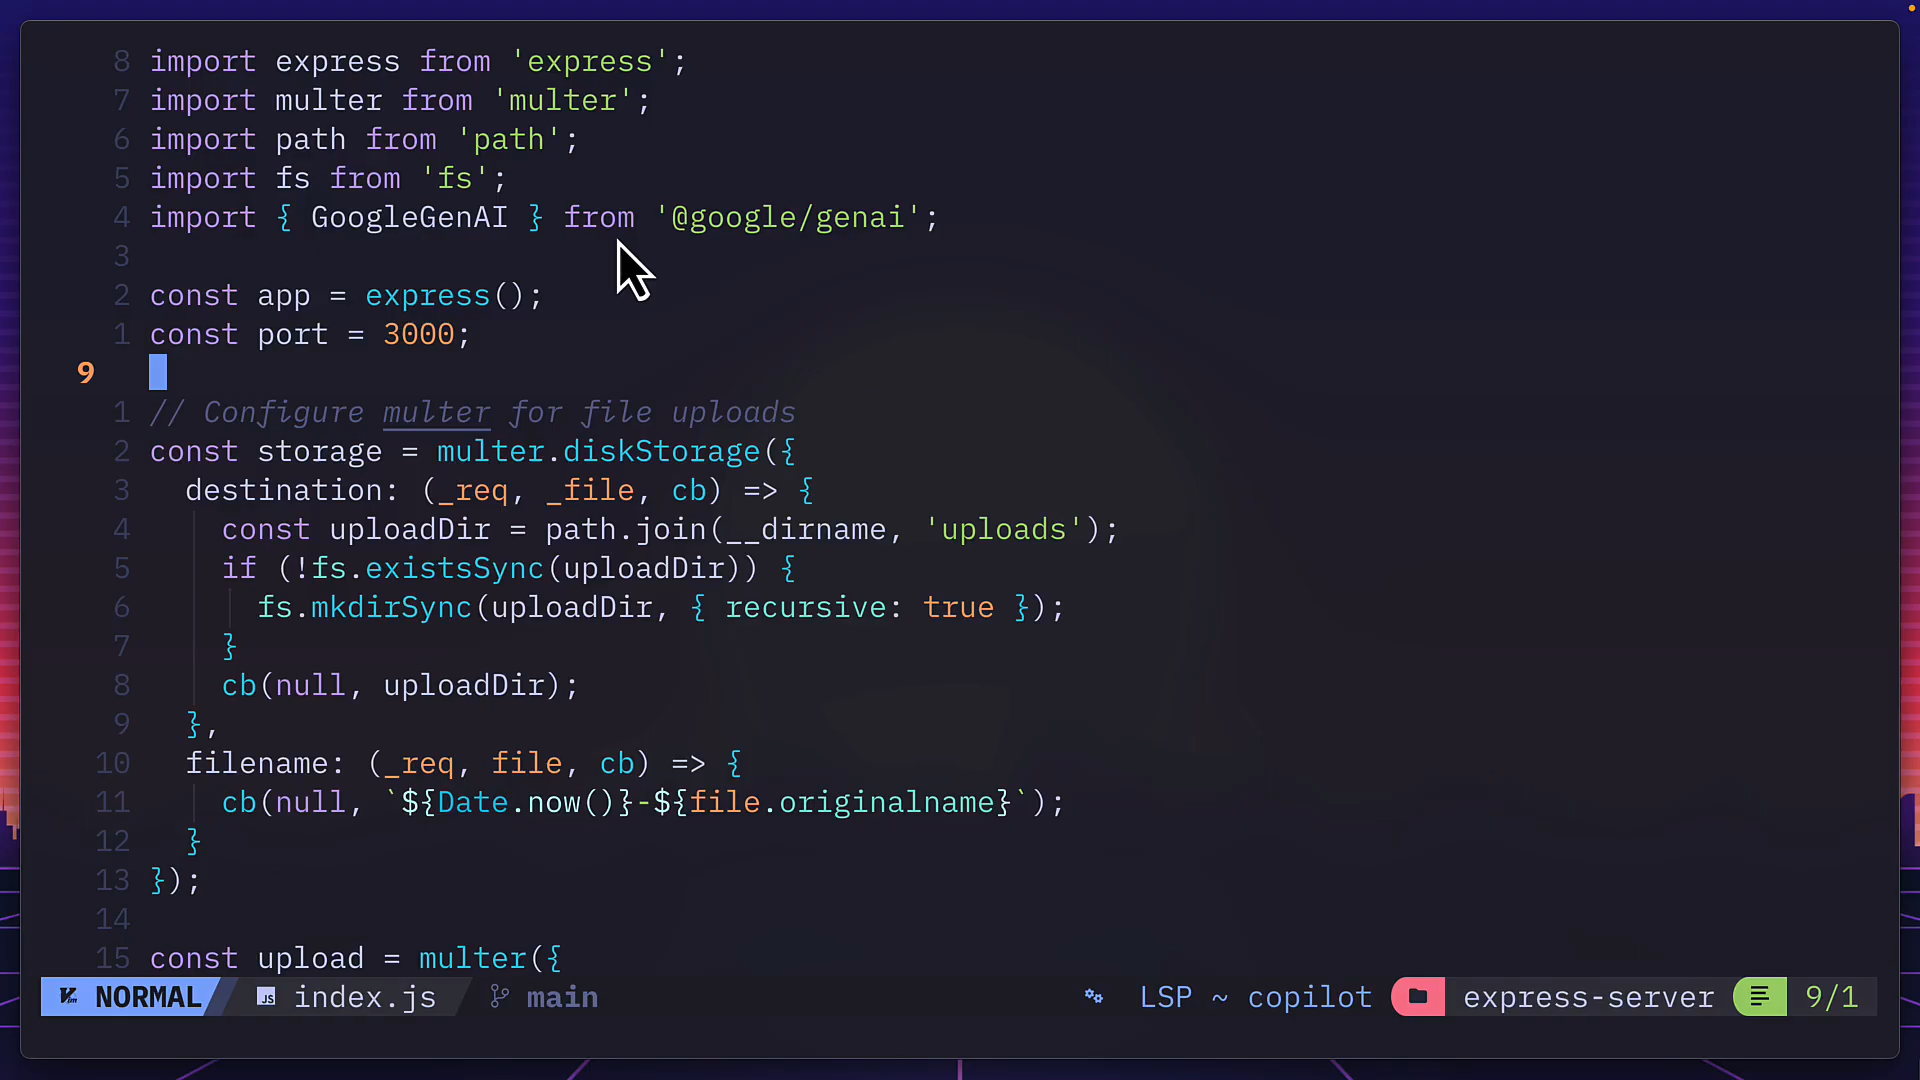 8 import express from 'express';
7 import multer from 'multer';
6 import path from 'path';
5 import fs from 'fs';
4 import { GoogleGenAI } from '@google/genai';
3
2 const app = express();
1 const port = 3000;
9
1 // Configure multer for file uploads
2 const storage = multer.diskStorage({
3   destination: (_req, _file, cb) => {
4     const uploadDir = path.join(__dirname, 'uploads');
5     if (!fs.existsSync(uploadDir)) {
6       fs.mkdirSync(uploadDir, { recursive: true });
7     }
8     cb(null, uploadDir);
9   },
10   filename: (_req, file, cb) => {
11     cb(null, `${Date.now()}-${file.originalname}`);
12   }
13 });
14
15 const upload = multer({
NORMAL JS index.js main LSP ~ copilot express-server 9/1